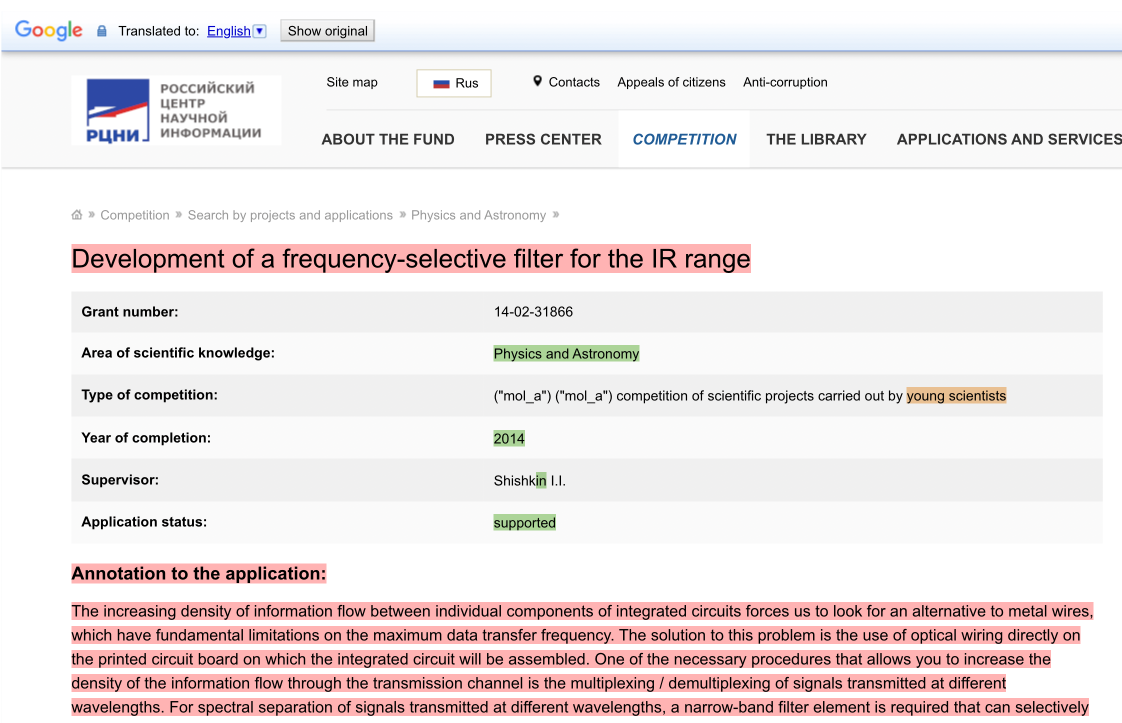 Google Translated to: English Show original
РОССИЙСКИЙ
ЦЕНТР
НАУЧНОЙ
ИНФОРМАЦИИ
РЦНИ
Site map Rus Contacts Appeals of citizens Anti-corruption
ABOUT THE FUND PRESS CENTER COMPETITION THE LIBRARY APPLICATIONS AND SERVICES
» Competition » Search by projects and applications » Physics and Astronomy »
Development of a frequency-selective filter for the IR range
Grant number: 14-02-31866
Area of scientific knowledge: Physics and Astronomy
Type of competition: ("mol_a") ("mol_a") competition of scientific projects carried out by young scientists
Year of completion: 2014
Supervisor: Shishkin I.I.
Application status: supported
Annotation to the application:
The increasing density of information flow between individual components of integrated circuits forces us to look for an alternative to metal wires,
which have fundamental limitations on the maximum data transfer frequency. The solution to this problem is the use of optical wiring directly on
the printed circuit board on which the integrated circuit will be assembled. One of the necessary procedures that allows you to increase the
density of the information flow through the transmission channel is the multiplexing / demultiplexing of signals transmitted at different
wavelengths. For spectral separation of signals transmitted at different wavelengths, a narrow-band filter element is required that can selectively